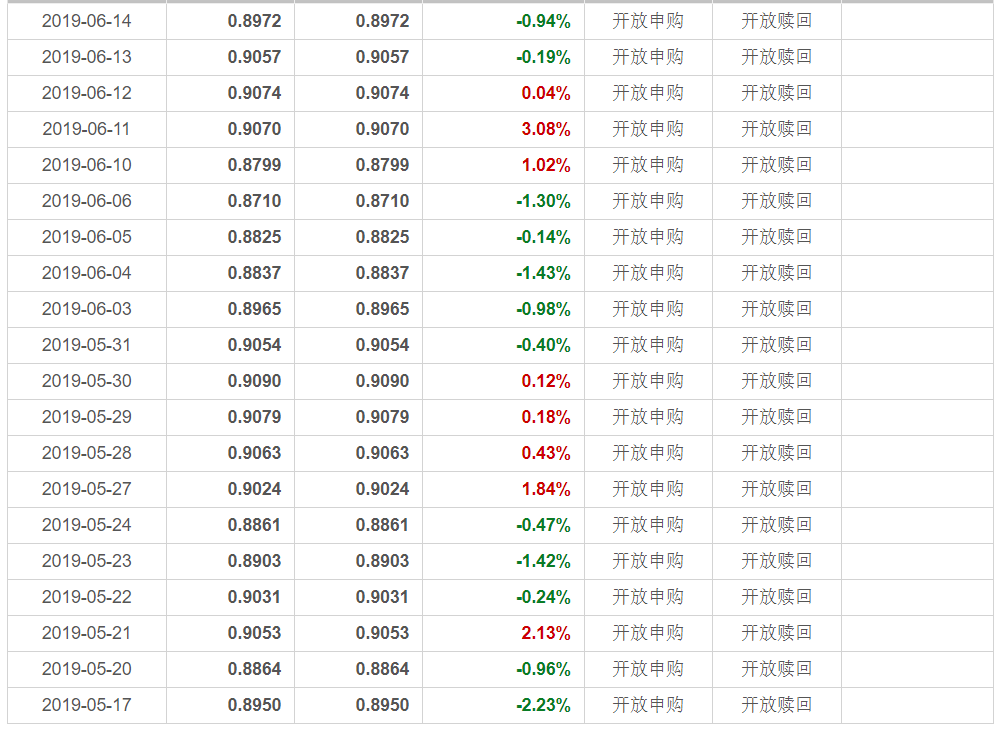 2019-06-14 0.8972 0.8972 -0.94% 开放申购 开放赎回
2019-06-13 0.9057 0.9057 -0.19% 开放申购 开放赎回
2019-06-12 0.9074 0.9074 0.04% 开放申购 开放赎回
2019-06-11 0.9070 0.9070 3.08% 开放申购 开放赎回
2019-06-10 0.8799 0.8799 1.02% 开放申购 开放赎回
2019-06-06 0.8710 0.8710 -1.30% 开放申购 开放赎回
2019-06-05 0.8825 0.8825 -0.14% 开放申购 开放赎回
2019-06-04 0.8837 0.8837 -1.43% 开放申购 开放赎回
2019-06-03 0.8965 0.8965 -0.98% 开放申购 开放赎回
2019-05-31 0.9054 0.9054 -0.40% 开放申购 开放赎回
2019-05-30 0.9090 0.9090 0.12% 开放申购 开放赎回
2019-05-29 0.9079 0.9079 0.18% 开放申购 开放赎回
2019-05-28 0.9063 0.9063 0.43% 开放申购 开放赎回
2019-05-27 0.9024 0.9024 1.84% 开放申购 开放赎回
2019-05-24 0.8861 0.8861 -0.47% 开放申购 开放赎回
2019-05-23 0.8903 0.8903 -1.42% 开放申购 开放赎回
2019-05-22 0.9031 0.9031 -0.24% 开放申购 开放赎回
2019-05-21 0.9053 0.9053 2.13% 开放申购 开放赎回
2019-05-20 0.8864 0.8864 -0.96% 开放申购 开放赎回
2019-05-17 0.8950 0.8950 -2.23% 开放申购 开放赎回